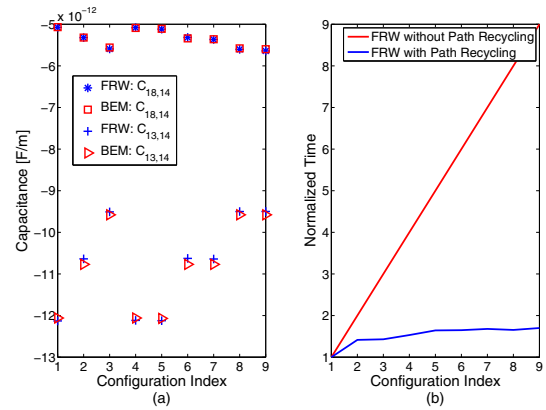 −5 x 10⁻¹²
−6
−7
−8
−9
−10
−11
−12
−13
Capacitance [F/m]
FRW: C₁₈,₁₄
BEM: C₁₈,₁₄
FRW: C₁₃,₁₄
BEM: C₁₃,₁₄
1 2 3 4 5 6 7 8 9
Configuration Index
(a)
9
8
7
6
5
4
3
2
1
Normalized Time
FRW without Path Recycling
FRW with Path Recycling
1 2 3 4 5 6 7 8 9
Configuration Index
(b)